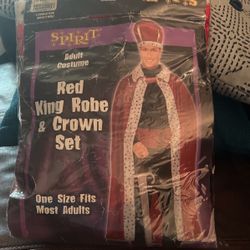 SPIRIT
Adult
Costume
Red
King Robe
& Crown
Set
One Size Fits
Most Adults